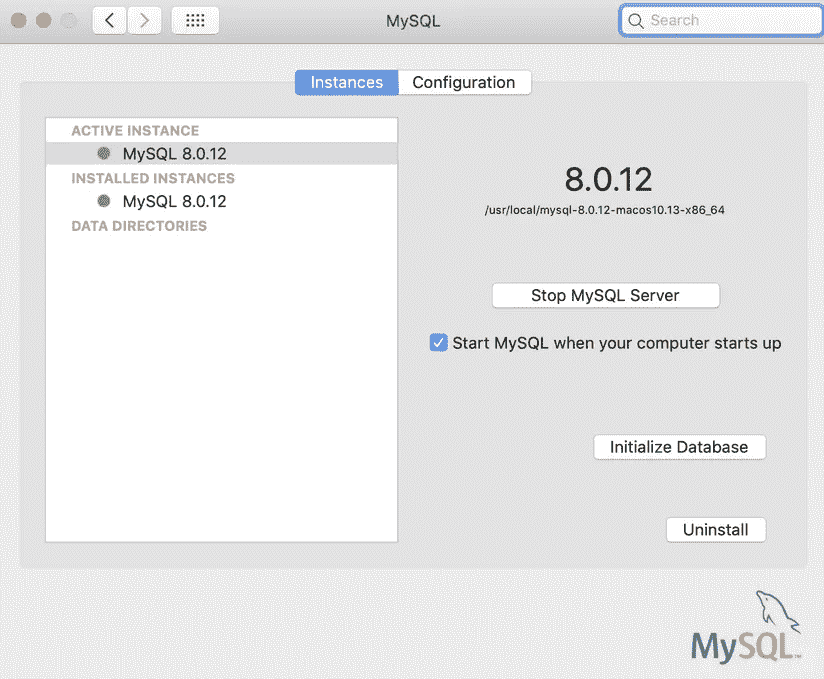 MySQL
Search
Instances
Configuration
ACTIVE INSTANCE
MySQL 8.0.12
INSTALLED INSTANCES
MySQL 8.0.12
DATA DIRECTORIES
8.0.12
/usr/local/mysql-8.0.12-macos10.13-x86_64
Stop MySQL Server
Start MySQL when your computer starts up
Initialize Database
Uninstall
MySQL™